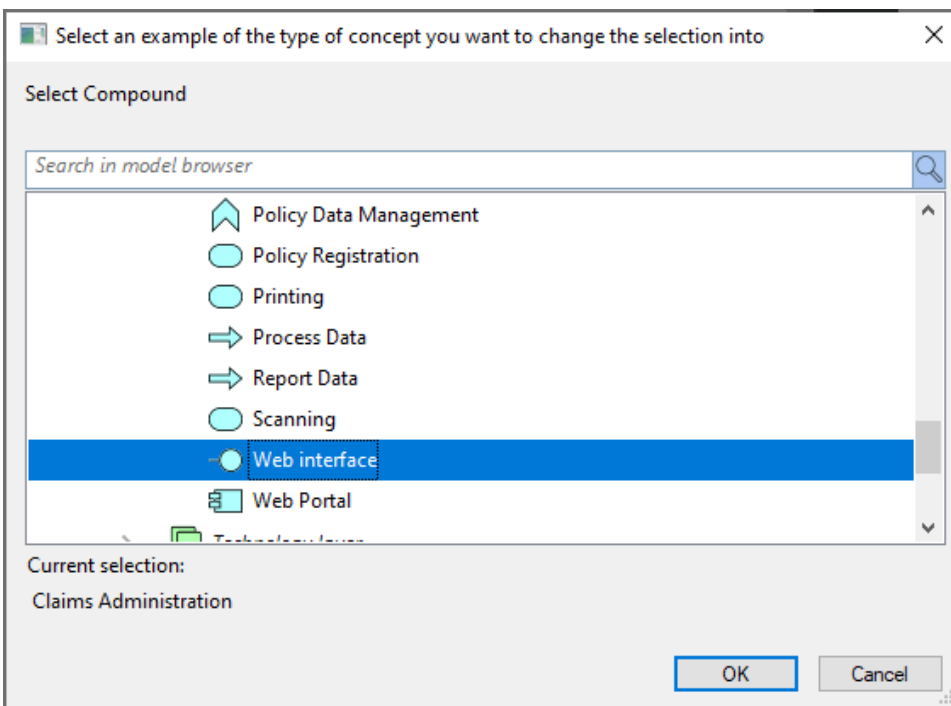 Select an example of the type of concept you want to change the selection into
Select Compound
Search in model browser
Policy Data Management
Policy Registration
Printing
Process Data
Report Data
Scanning
Web interface
Web Portal
Technology layer
Current selection:
Claims Administration
OK Cancel